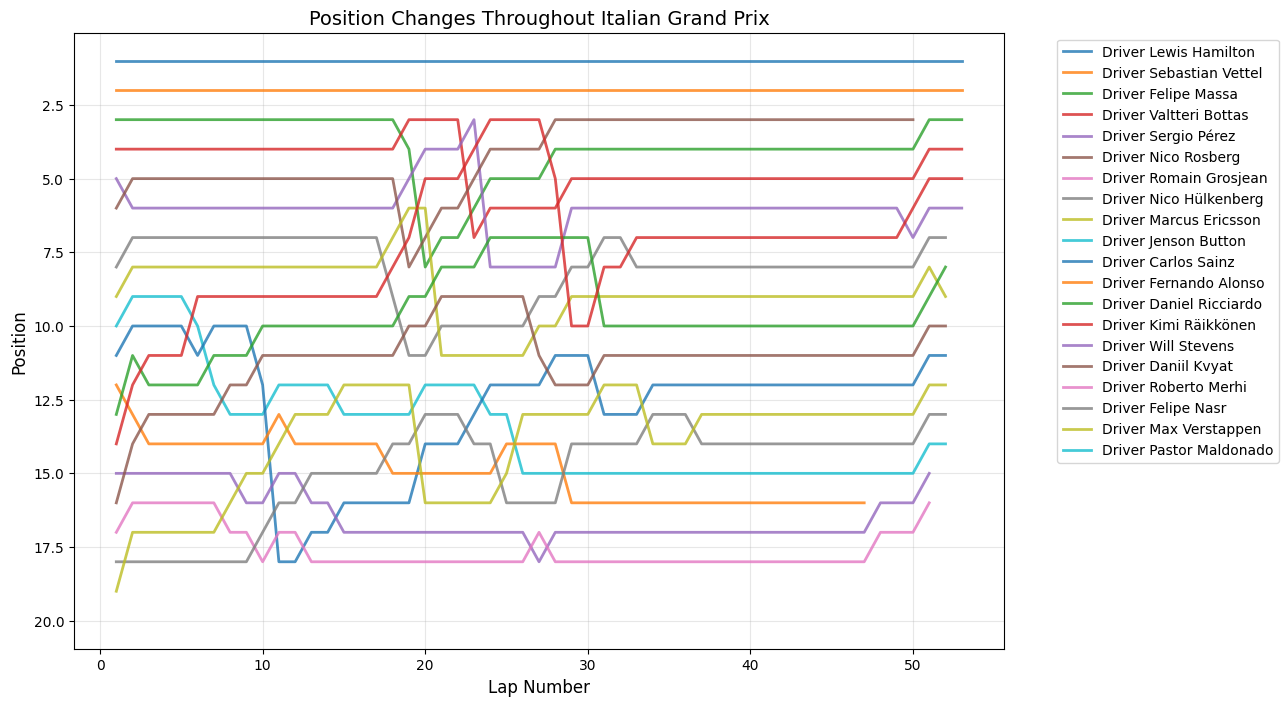 Position Changes Throughout Italian Grand Prix
Position
2.5
5.0
7.5
10.0
12.5
15.0
17.5
20.0
0
10
20
30
40
50
Lap Number
Driver Lewis Hamilton
Driver Sebastian Vettel
Driver Felipe Massa
Driver Valtteri Bottas
Driver Sergio Pérez
Driver Nico Rosberg
Driver Romain Grosjean
Driver Nico Hülkenberg
Driver Marcus Ericsson
Driver Jenson Button
Driver Carlos Sainz
Driver Fernando Alonso
Driver Daniel Ricciardo
Driver Kimi Räikkönen
Driver Will Stevens
Driver Daniil Kvyat
Driver Roberto Merhi
Driver Felipe Nasr
Driver Max Verstappen
Driver Pastor Maldonado